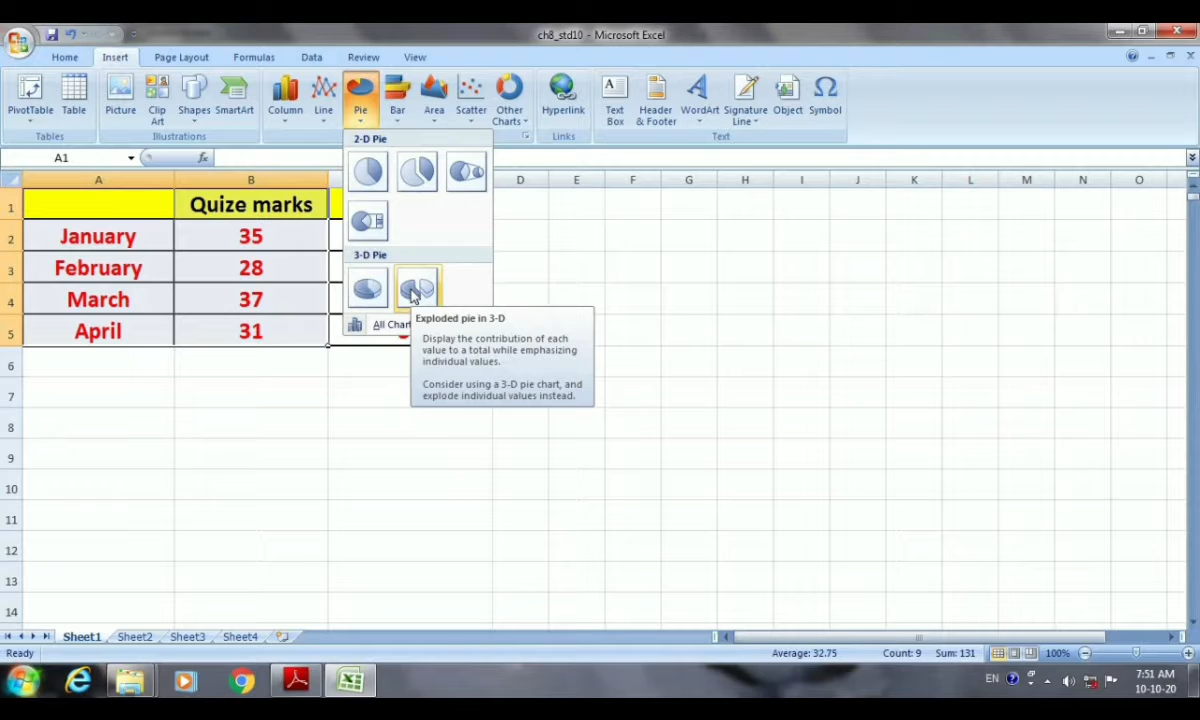 ch8_std10 - Microsoft Excel
Home Insert Page Layout Formulas Data Review View
PivotTable Table Picture Clip Art Shapes SmartArt Column Line Pie Bar Area Scatter Other Charts Hyperlink Text Box Header & Footer WordArt Signature Line Object Symbol
Tables Illustrations Links Text
2-D Pie
A1 fx
A B D E F G H I J K L M N O
1 Quize marks
2 January 35
3 February 28
3-D Pie
4 March 37
5 April 31
All Chart
Exploded pie in 3-D
Display the contribution of each
value to a total while emphasizing
individual values.
Consider using a 3-D pie chart, and
explode individual values instead.
6
7
8
9
10
11
12
13
14
Sheet1 Sheet2 Sheet3 Sheet4
Ready Average: 32.75 Count: 9 Sum: 131 100%
EN 7:51 AM
10-10-20